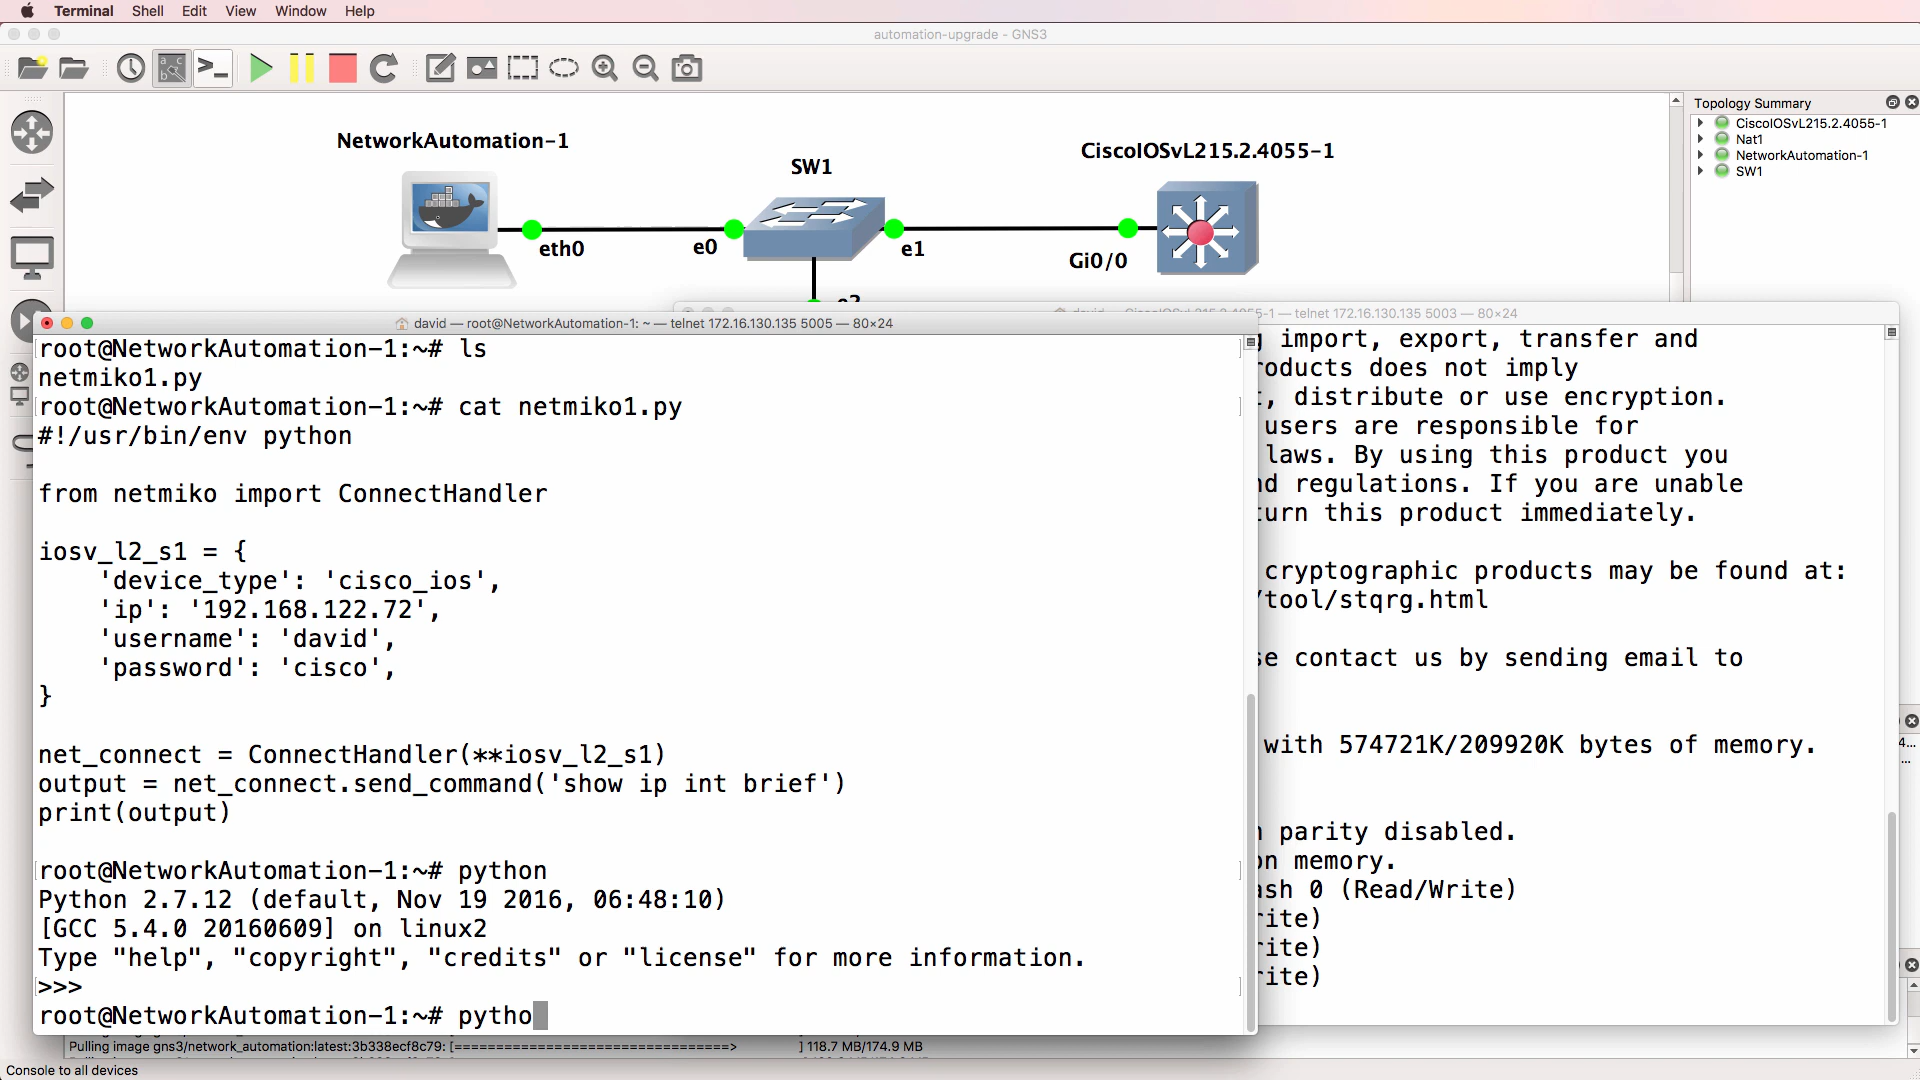 Terminal Shell Edit View Window Help
automation-upgrade - GNS3
NetworkAutomation-1
SW1
CiscoIOSvL215.2.4055-1
eth0
e0
e1
Gi0/0
e2
Topology Summary
CiscoIOSvL215.2.4055-1
Nat1
NetworkAutomation-1
SW1
david — root@NetworkAutomation-1: ~ — telnet 172.16.130.135 5005 — 80×24
root@NetworkAutomation-1:~# ls
netmiko1.py
root@NetworkAutomation-1:~# cat netmiko1.py
#!/usr/bin/env python
from netmiko import ConnectHandler
iosv_l2_s1 = {
'device_type': 'cisco_ios',
'ip': '192.168.122.72',
'username': 'david',
'password': 'cisco',
}
net_connect = ConnectHandler(**iosv_l2_s1)
output = net_connect.send_command('show ip int brief')
print(output)
root@NetworkAutomation-1:~# python
Python 2.7.12 (default, Nov 19 2016, 06:48:10)
[GCC 5.4.0 20160609] on linux2
Type "help", "copyright", "credits" or "license" for more information.
>>>
root@NetworkAutomation-1:~# pytho
-1 — telnet 172.16.130.135 5003 — 80×24
import, export, transfer and
roducts does not imply
, distribute or use encryption.
users are responsible for
laws. By using this product you
d regulations. If you are unable
urn this product immediately.
cryptographic products may be found at:
/tool/stqrg.html
se contact us by sending email to
with 574721K/209920K bytes of memory.
parity disabled.
on memory.
ash 0 (Read/Write)
rite)
rite)
rite)
4...
...
Pulling image gns3/network_automation:latest:3b338ecf8c79: [===============================> ] 118.7 MB/174.9 MB
Console to all devices